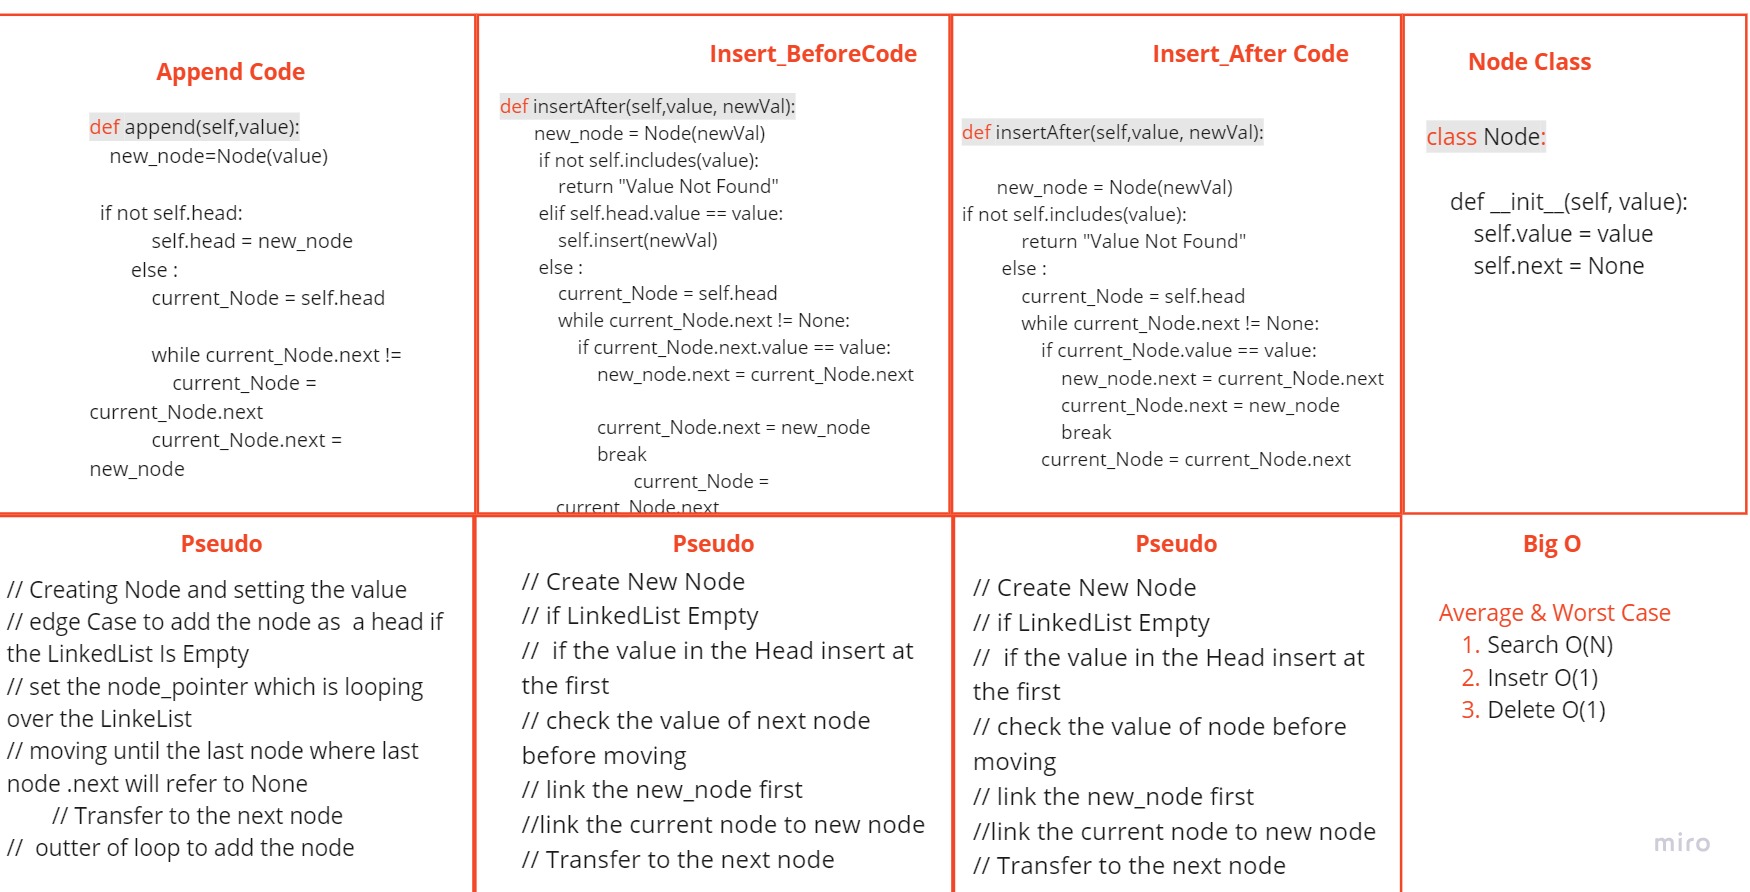 Append Code
def append(self,value):
new_node=Node(value)
if not self.head:
self.head = new_node
else :
current_Node = self.head
while current_Node.next !=
current_Node =
current_Node.next
current_Node.next =
new_node
Insert_BeforeCode
def insertAfter(self,value, newVal):
new_node = Node(newVal)
if not self.includes(value):
return "Value Not Found"
elif self.head.value == value:
self.insert(newVal)
else :
current_Node = self.head
while current_Node.next != None:
if current_Node.next.value == value:
new_node.next = current_Node.next
current_Node.next = new_node
break
current_Node =
current_Node.next
Insert_After Code
def insertAfter(self,value, newVal):
new_node = Node(newVal)
if not self.includes(value):
return "Value Not Found"
else :
current_Node = self.head
while current_Node.next != None:
if current_Node.value == value:
new_node.next = current_Node.next
current_Node.next = new_node
break
current_Node = current_Node.next
Node Class
class Node:
def __init__(self, value):
self.value = value
self.next = None
Pseudo
// Creating Node and setting the value
// edge Case to add the node as  a head if
the LinkedList Is Empty
// set the node_pointer which is looping
over the LinkeList
// moving until the last node where last
node .next will refer to None
// Transfer to the next node
//  outter of loop to add the node
Pseudo
// Create New Node
// if LinkedList Empty
//  if the value in the Head insert at
the first
// check the value of next node
before moving
// link the new_node first
//link the current node to new node
// Transfer to the next node
Pseudo
// Create New Node
// if LinkedList Empty
//  if the value in the Head insert at
the first
// check the value of node before
moving
// link the new_node first
//link the current node to new node
// Transfer to the next node
Big O
Average & Worst Case
1. Search O(N)
2. Insetr O(1)
3. Delete O(1)
miro